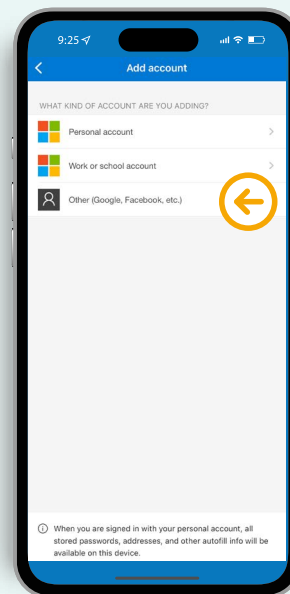 9:25
Add account
WHAT KIND OF ACCOUNT ARE YOU ADDING?
Personal account
Work or school account
Other (Google, Facebook, etc.)
When you are signed in with your personal account, all
stored passwords, addresses, and other autofill info will be
available on this device.